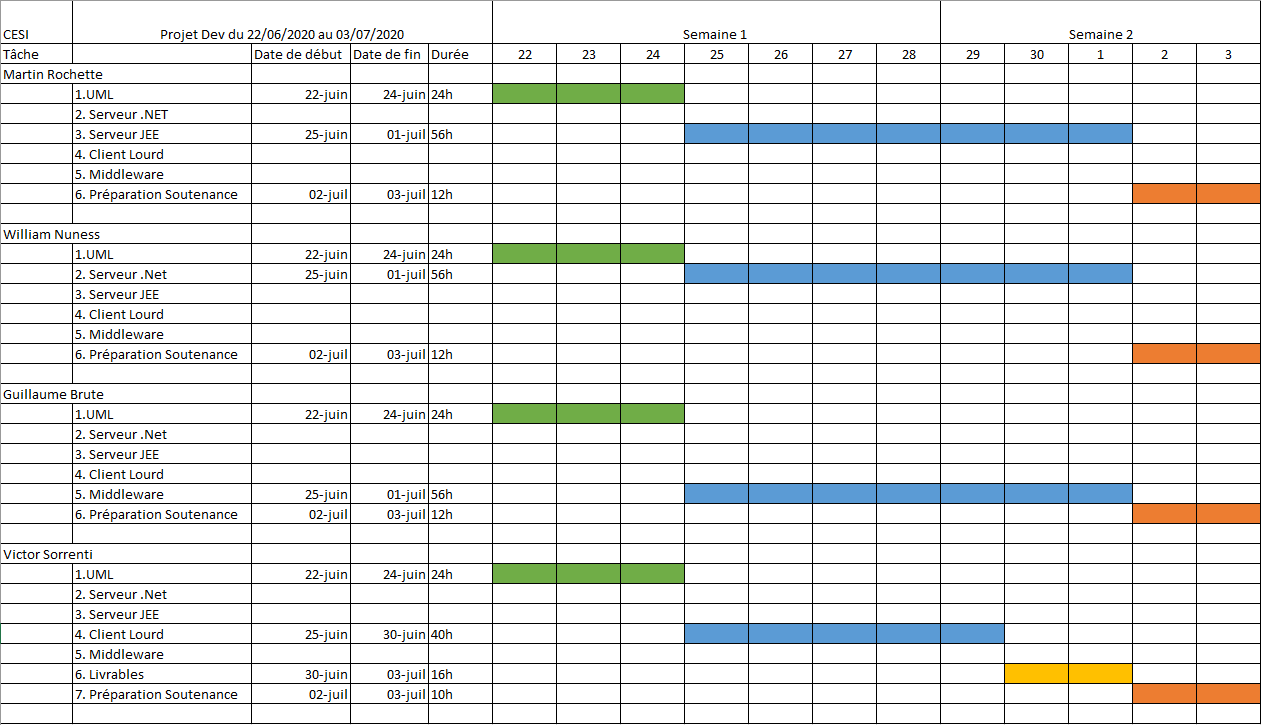 CESI Projet Dev du 22/06/2020 au 03/07/2020 Semaine 1 Semaine 2
Tâche Date de début Date de fin Durée 22 23 24 25 26 27 28 29 30 1 2 3
Martin Rochette
1.UML 22-juin 24-juin 24h
2. Serveur .NET
3. Serveur JEE 25-juin 01-juil 56h
4. Client Lourd
5. Middleware
6. Préparation Soutenance 02-juil 03-juil 12h
William Nuness
1.UML 22-juin 24-juin 24h
2. Serveur .Net 25-juin 01-juil 56h
3. Serveur JEE
4. Client Lourd
5. Middleware
6. Préparation Soutenance 02-juil 03-juil 12h
Guillaume Brute
1.UML 22-juin 24-juin 24h
2. Serveur .Net
3. Serveur JEE
4. Client Lourd
5. Middleware 25-juin 01-juil 56h
6. Préparation Soutenance 02-juil 03-juil 12h
Victor Sorrenti
1.UML 22-juin 24-juin 24h
2. Serveur .Net
3. Serveur JEE
4. Client Lourd 25-juin 30-juin 40h
5. Middleware
6. Livrables 30-juin 03-juil 16h
7. Préparation Soutenance 02-juil 03-juil 10h